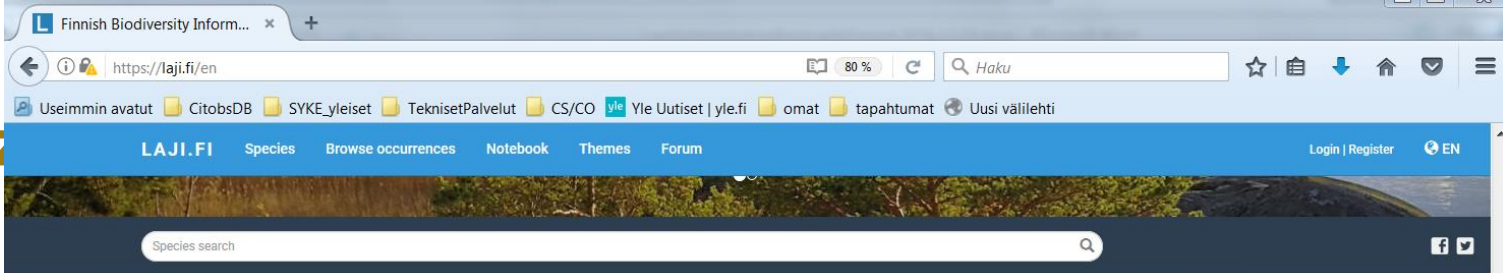 Finnish Biodiversity Inform...
https://laji.fi/en 80 % Haku
Useimmin avatut CitobsDB SYKE_yleiset TeknisetPalvelut CS/CO yle Yle Uutiset | yle.fi omat tapahtumat Uusi välilehti
LAJI.FI Species Browse occurrences Notebook Themes Forum Login | Register EN
Species search